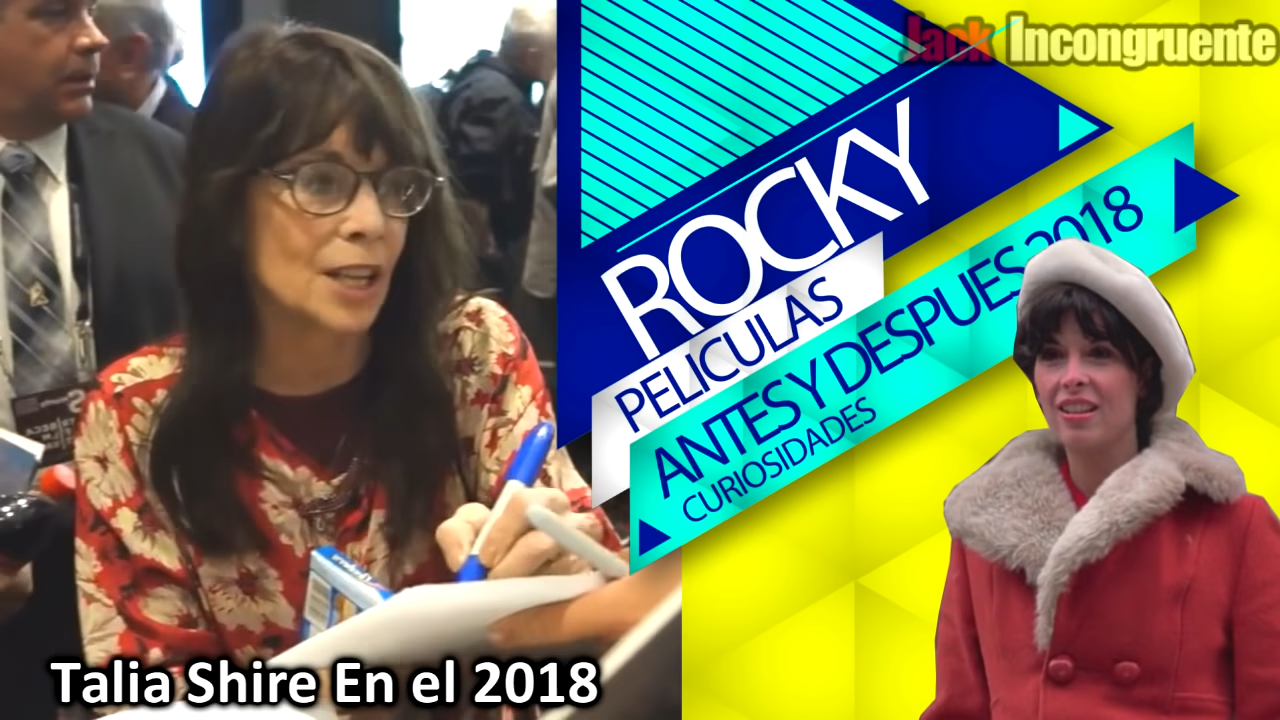 Jack Incongruente
ROCKY
PELICULAS
ANTES Y DESPUES 2018
CURIOSIDADES
Talia Shire En el 2018